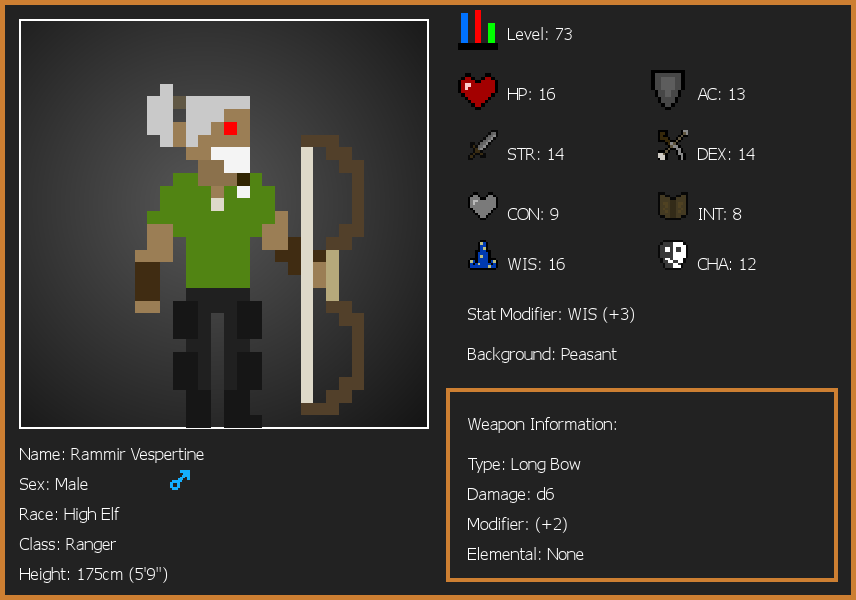 Level: 73
HP: 16
AC: 13
STR: 14
DEX: 14
CON: 9
INT: 8
WIS: 16
CHA: 12
Stat Modifier: WIS (+3)
Background: Peasant
Weapon Information:
Type: Long Bow
Damage: d6
Modifier: (+2)
Elemental: None
Name: Rammir Vespertine
Sex: Male
Race: High Elf
Class: Ranger
Height: 175cm (5'9")